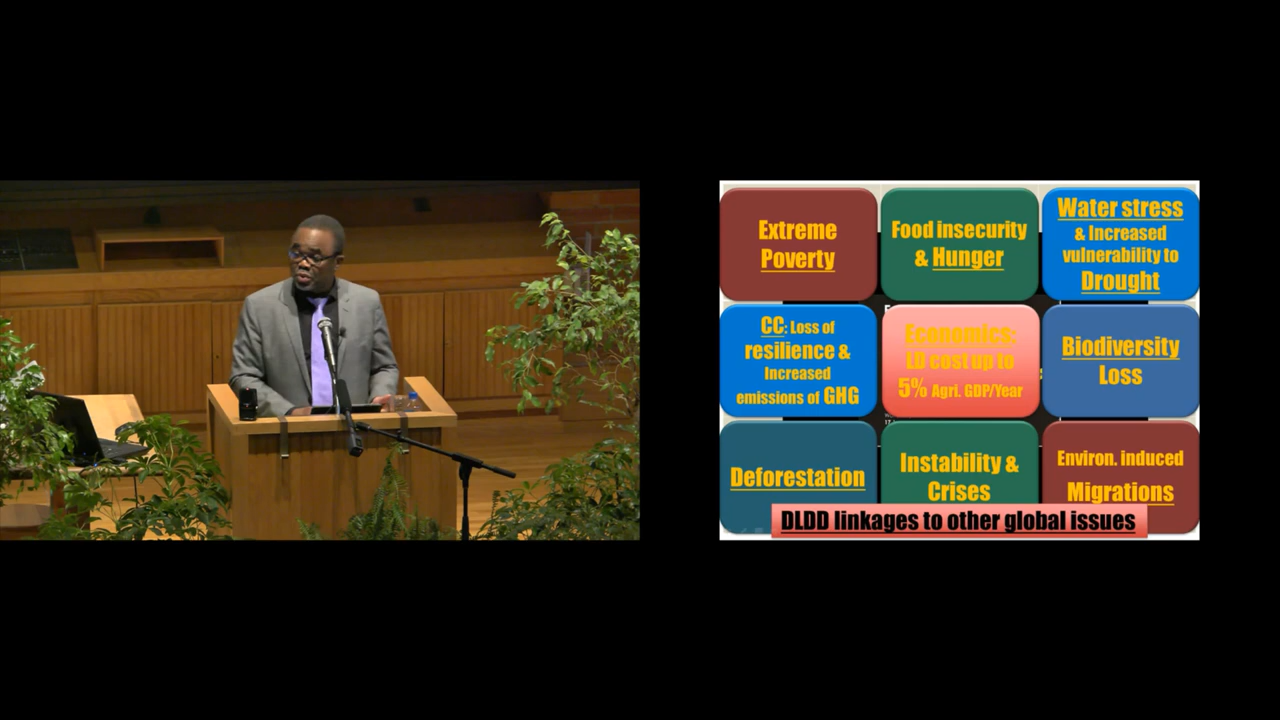 Extreme
Poverty
Food insecurity
& Hunger
Water stress
& Increased
vulnerability to
Drought
CC: Loss of
resilience &
Increased
emissions of GHG
Economics:
LD cost up to
5% Agri. GDP/Year
Biodiversity
Loss
Deforestation
Instability &
Crises
Environ. induced
Migrations
DLDD linkages to other global issues